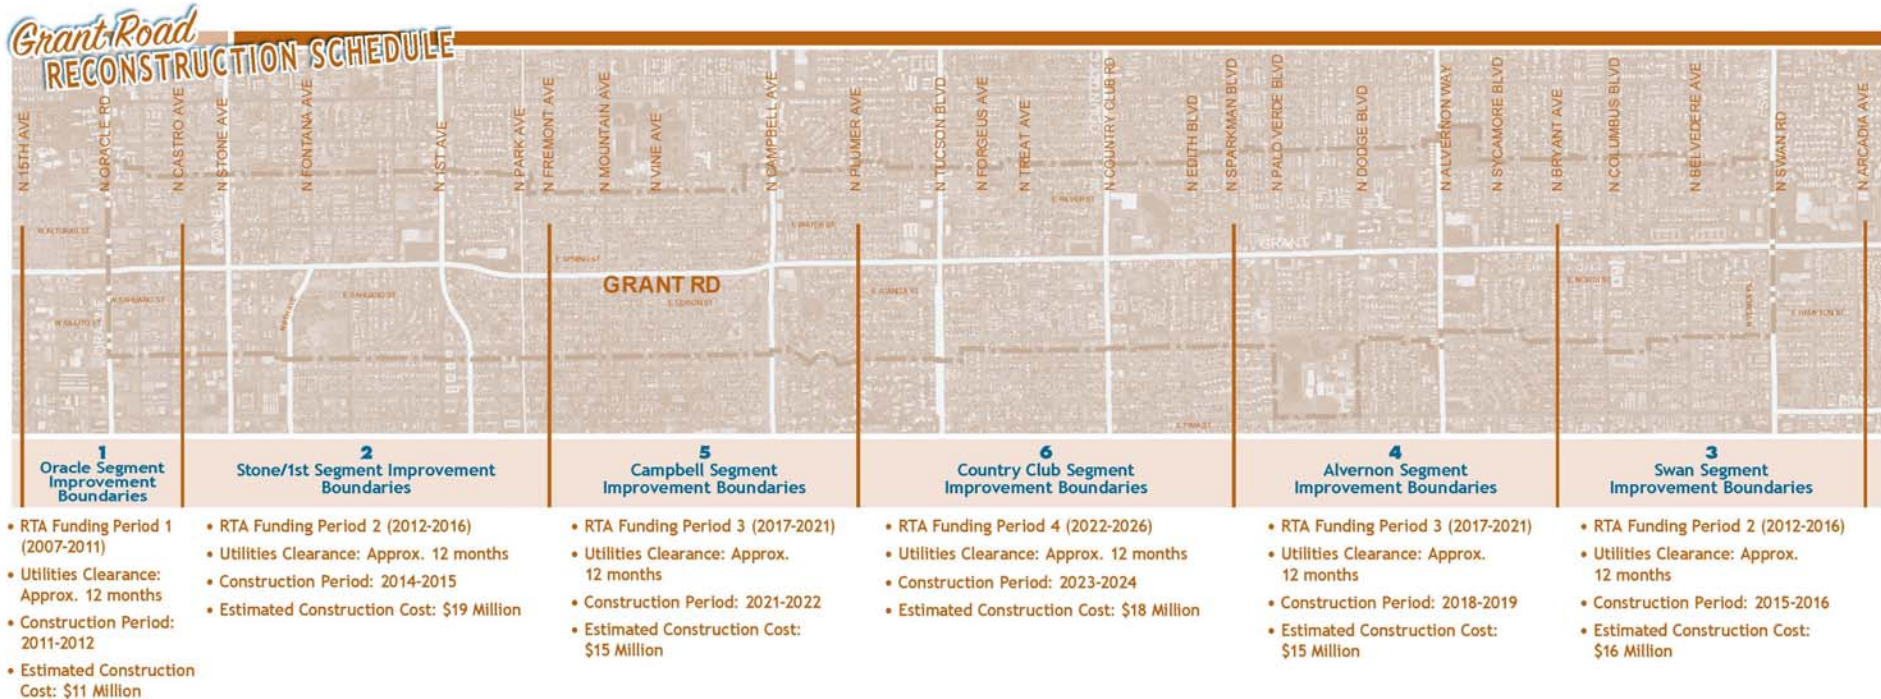 Grant Road
RECONSTRUCTION SCHEDULE
N 15TH AVE
N ORACLE RD
N CASTRO AVE
N STONE AVE
N FONTANA AVE
N 1ST AVE
N PARK AVE
N FREMONT AVE
N MOUNTAIN AVE
N VINE AVE
N CAMPBELL AVE
N PLUMER AVE
N TUCSON BLVD
N FORGEUS AVE
N TREAT AVE
N COUNTRY CLUB RD
N EDITH BLVD
N SPARKMAN BLVD
N PALO VERDE BLVD
N DODGE BLVD
N ALVERNON WAY
N SYCAMORE BLVD
N BRYANT AVE
N COLUMBUS BLVD
N BELVEDERE AVE
SWAN
N SWAN RD
N ARCADIA AVE
GRANT
GRANT RD
1
Oracle Segment
Improvement
Boundaries
• RTA Funding Period 1
(2007-2011)
• Utilities Clearance:
Approx. 12 months
• Construction Period:
2011-2012
• Estimated Construction
Cost: $11 Million
2
Stone/1st Segment Improvement
Boundaries
• RTA Funding Period 2 (2012-2016)
• Utilities Clearance: Approx. 12 months
• Construction Period: 2014-2015
• Estimated Construction Cost: $19 Million
5
Campbell Segment
Improvement Boundaries
• RTA Funding Period 3 (2017-2021)
• Utilities Clearance: Approx.
12 months
• Construction Period: 2021-2022
• Estimated Construction Cost:
$15 Million
6
Country Club Segment
Improvement Boundaries
• RTA Funding Period 4 (2022-2026)
• Utilities Clearance: Approx. 12 months
• Construction Period: 2023-2024
• Estimated Construction Cost: $18 Million
4
Alvernon Segment
Improvement Boundaries
• RTA Funding Period 3 (2017-2021)
• Utilities Clearance: Approx.
12 months
• Construction Period: 2018-2019
• Estimated Construction Cost:
$15 Million
3
Swan Segment
Improvement Boundaries
• RTA Funding Period 2 (2012-2016)
• Utilities Clearance: Approx.
12 months
• Construction Period: 2015-2016
• Estimated Construction Cost:
$16 Million